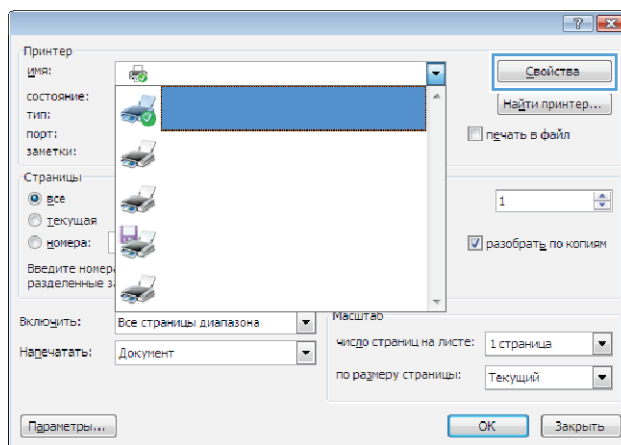 Принтер
имя:
Свойства
состояние:
Найти принтер...
тип:
порт:
печать в файл
заметки:
Страницы
все
1
текущая
номера:
разобрать по копиям
Введите номера
разделенные з
Включить:
Все страницы диапазона
Масштаб
число страниц на листе:
1 страница
Напечатать:
Документ
по размеру страницы:
Текущий
Параметры...
ОК
Закрыть